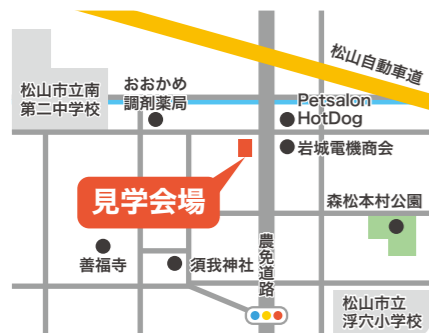 松山自動車道
松山市立南
第二中学校
おおかめ
調剤薬局
Petsalon
HotDog
岩城電機商会
見学会場
森松本村公園
農免道路
善福寺
須我神社
松山市立
浮穴小学校